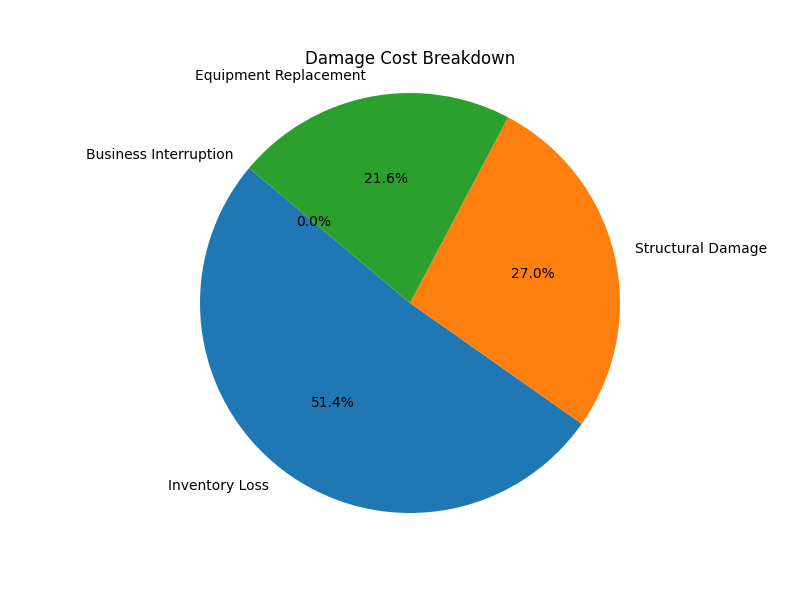 Damage Cost Breakdown
Equipment Replacement
Business Interruption
21.6%
0.0%
Structural Damage
27.0%
51.4%
Inventory Loss